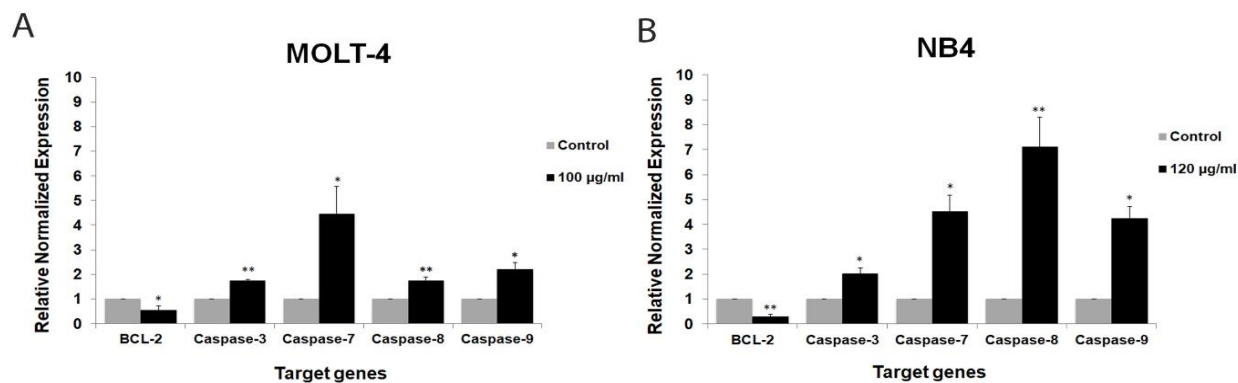 A
MOLT-4
Relative Normalized Expression
10
9
8
7
6
5
4
3
2
1
0
*
**
*
**
*
BCL-2 Caspase-3 Caspase-7 Caspase-8 Caspase-9
Target genes
Control
100 µg/ml
B
NB4
Relative Normalized Expression
10
9
8
7
6
5
4
3
2
1
0
**
*
*
**
*
BCL-2 Caspase-3 Caspase-7 Caspase-8 Caspase-9
Target genes
Control
120 µg/ml